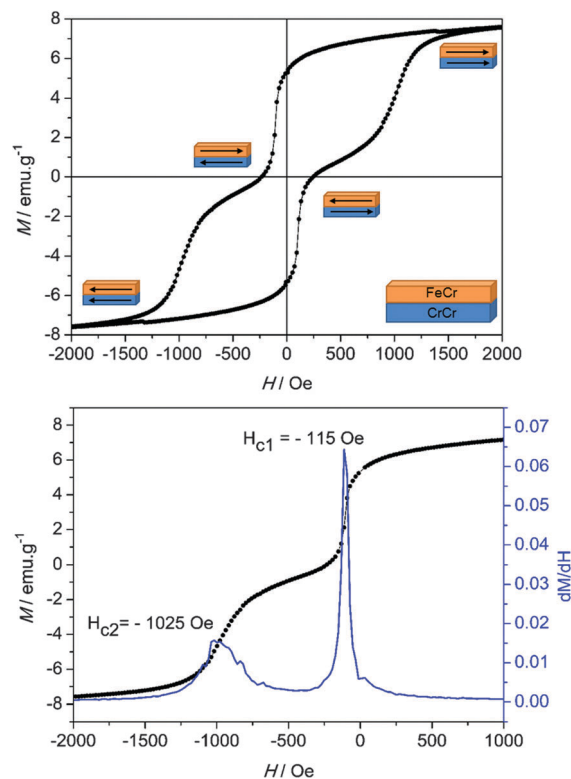 8
6
4
2
0
-2
-4
-6
-8
M / emu.g⁻¹
FeCr
CrCr
-2000 -1500 -1000 -500 0 500 1000 1500 2000
H / Oe
8
6
4
2
0
-2
-4
-6
-8
M / emu.g⁻¹
Hc1 = - 115 Oe
Hc2= - 1025 Oe
0.07
0.06
0.05
0.04
0.03
0.02
0.01
0.00
dM/dH
-2000 -1500 -1000 -500 0 500 1000
H / Oe